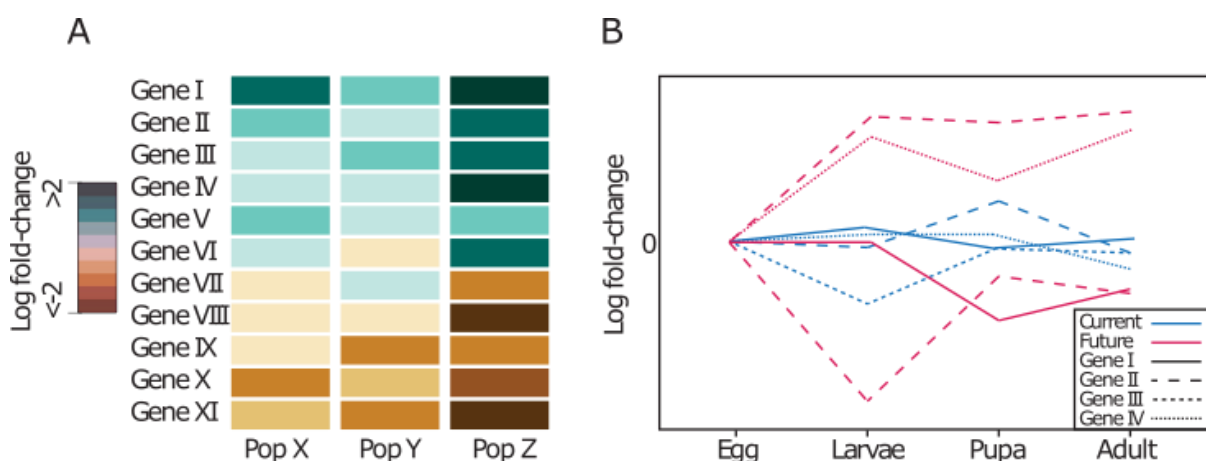 A
Gene I
Gene II
Gene III
Gene IV
Gene V
Gene VI
Gene VII
Gene VIII
Gene IX
Gene X
Gene XI
Pop X Pop Y Pop Z
Log fold-change
>2
<-2
B
Log fold-change
0
Egg Larvae Pupa Adult
Current
Future
Gene I
Gene II
Gene III
Gene IV